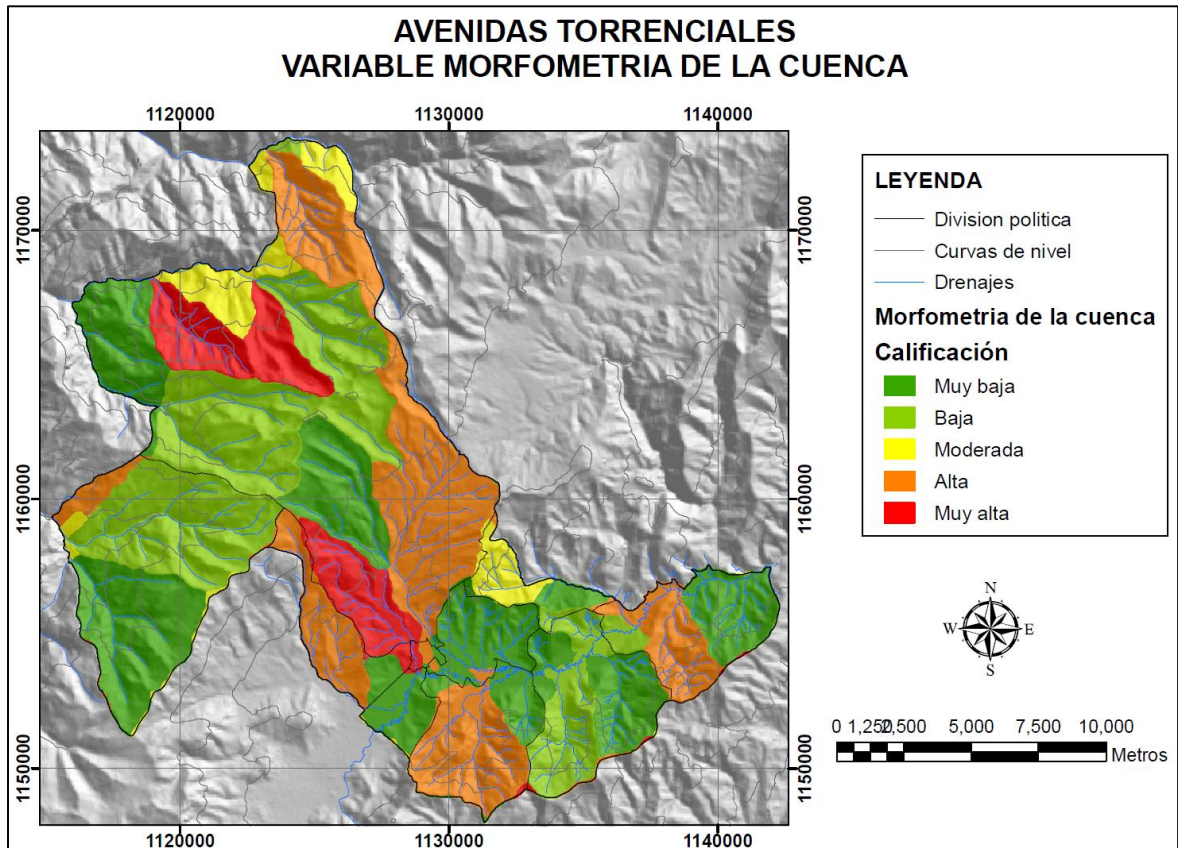 AVENIDAS TORRENCIALES
VARIABLE MORFOMETRIA DE LA CUENCA
1120000 1130000 1140000
1170000 1170000
1160000 1160000
1150000 1150000
1120000 1130000 1140000
LEYENDA
Division politica
Curvas de nivel
Drenajes
Morfometria de la cuenca
Calificación
Muy baja
Baja
Moderada
Alta
Muy alta
N
W E
S
0 1,250 2,500 5,000 7,500 10,000
Metros